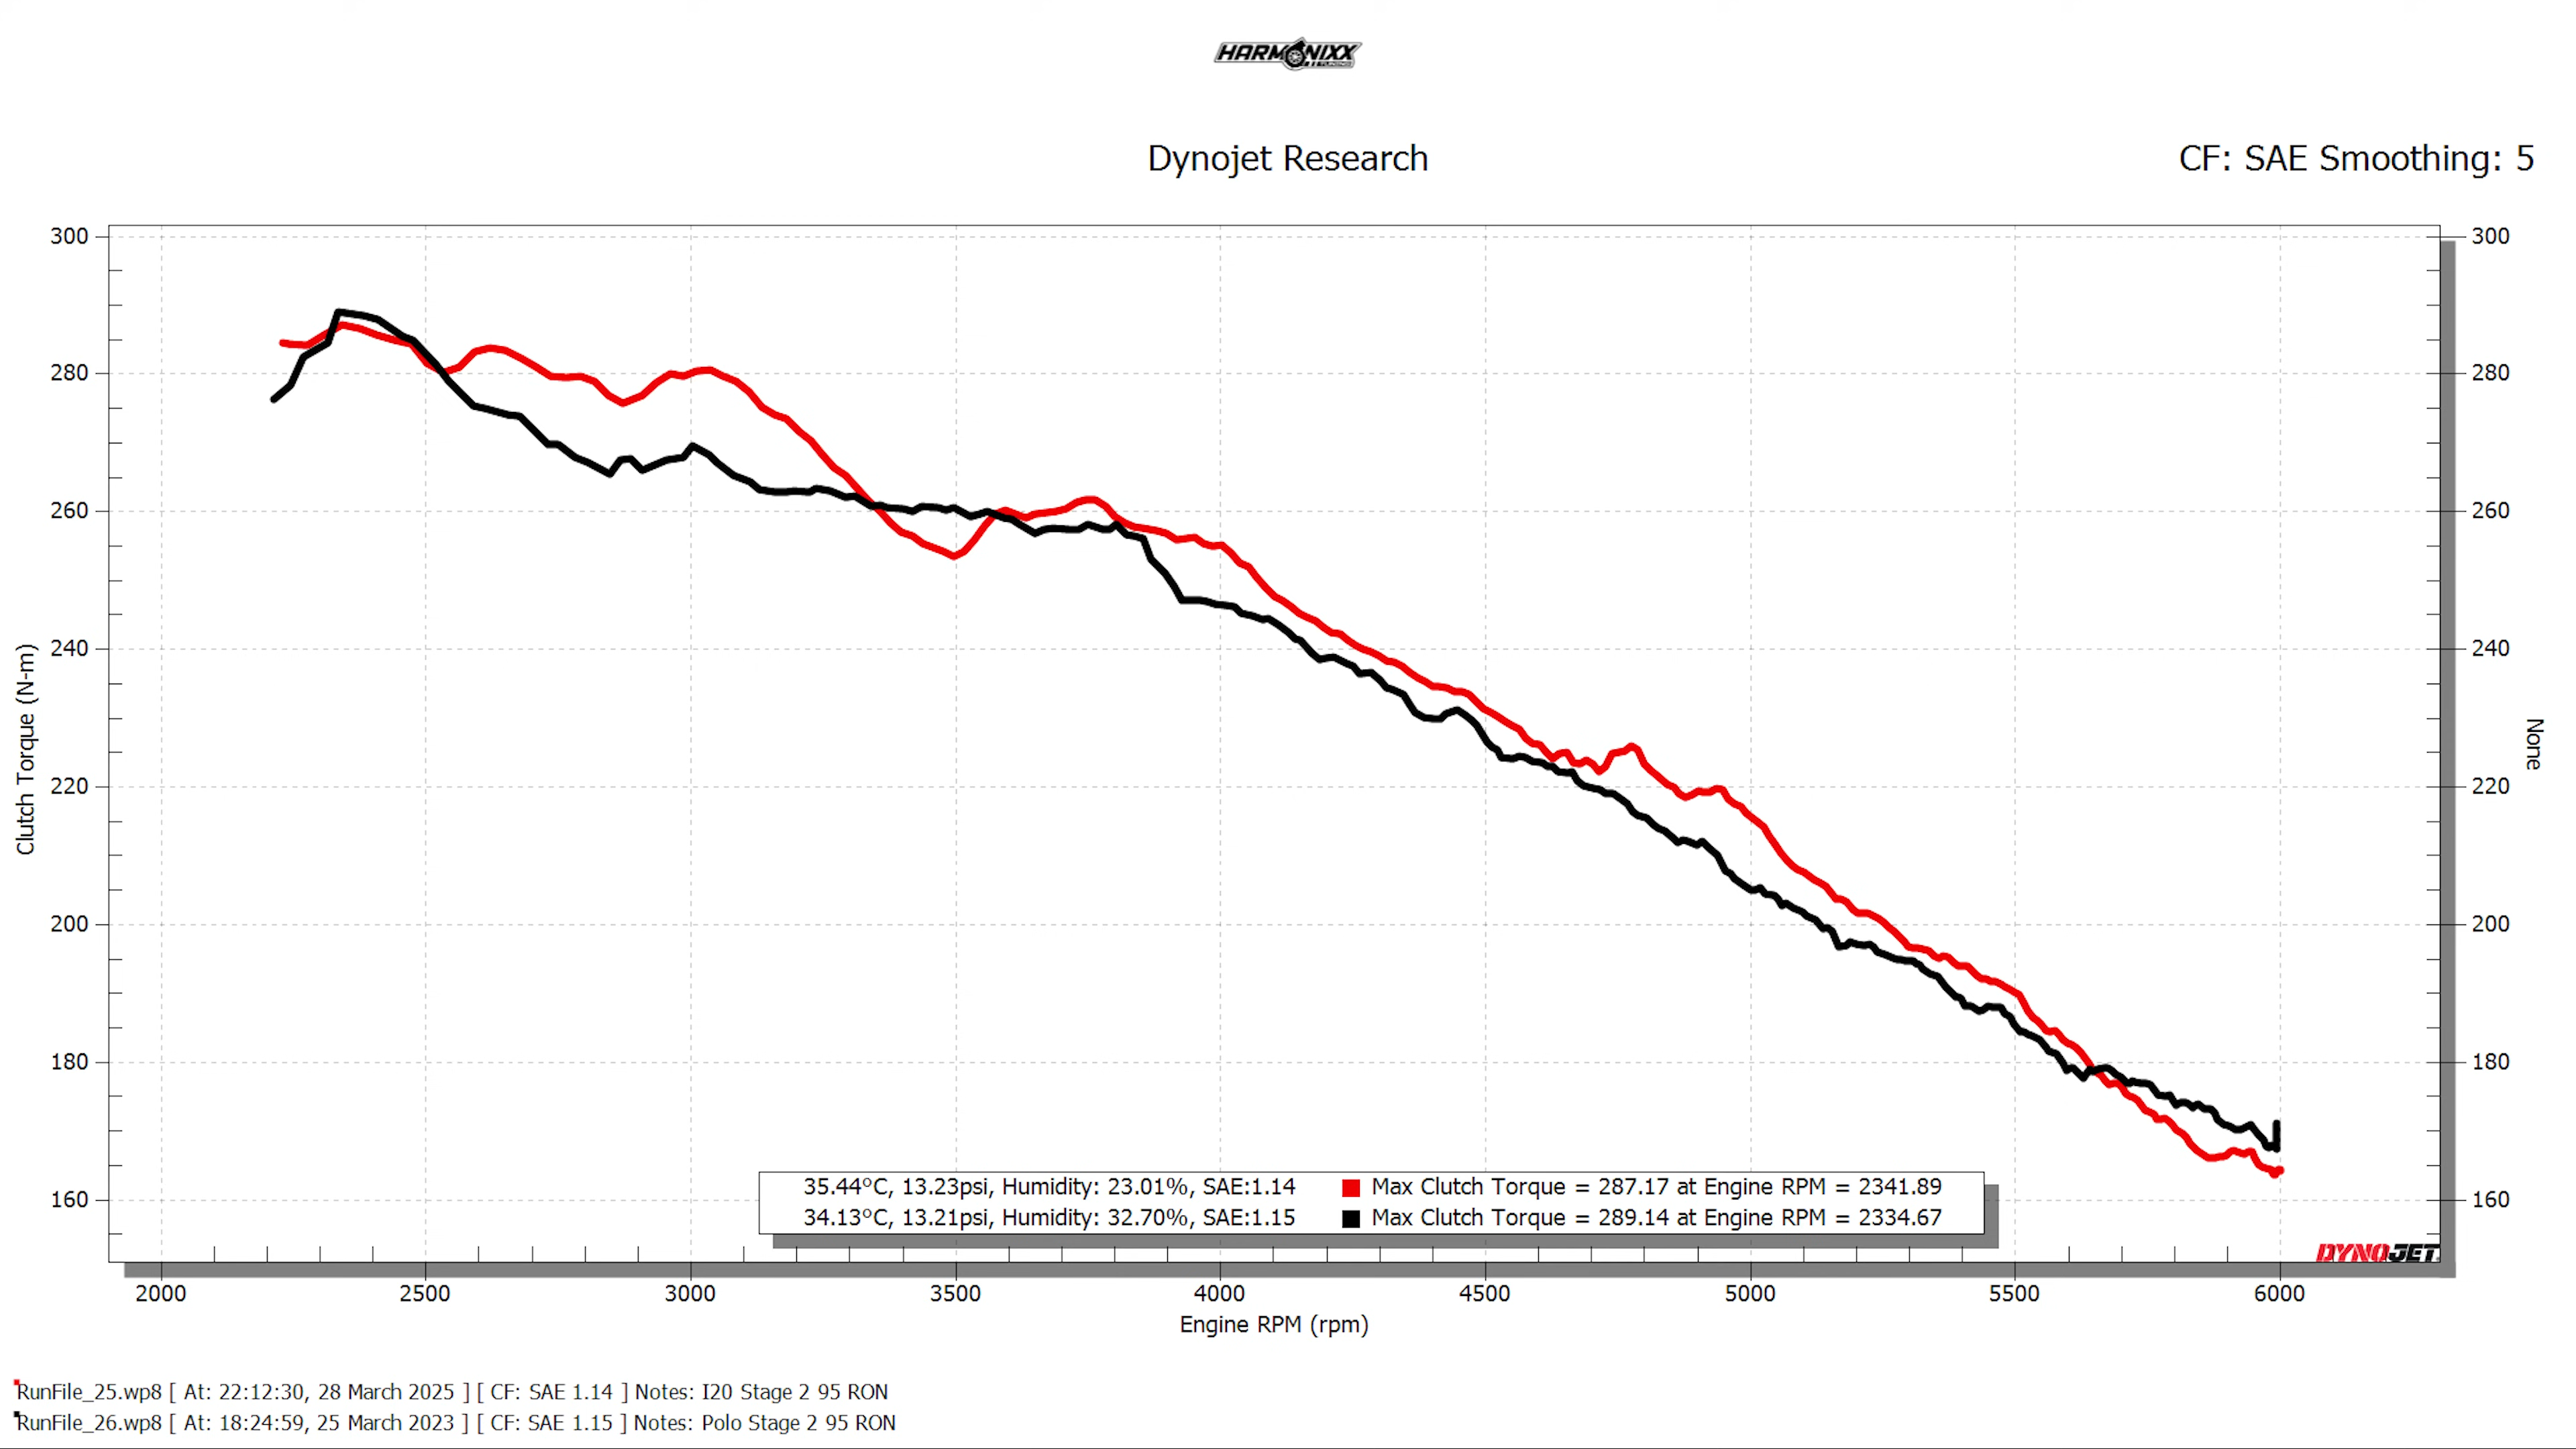 HARMONIXX
Dynojet Research
CF: SAE Smoothing: 5
300
280
260
240
220
200
180
160
Clutch Torque (N-m)
300
280
260
240
220
200
180
160
None
35.44°C, 13.23psi, Humidity: 23.01%, SAE:1.14 Max Clutch Torque = 287.17 at Engine RPM = 2341.89
34.13°C, 13.21psi, Humidity: 32.70%, SAE:1.15 Max Clutch Torque = 289.14 at Engine RPM = 2334.67
DYNOJET
2000 2500 3000 3500 4000 4500 5000 5500 6000
Engine RPM (rpm)
RunFile_25.wp8 [ At: 22:12:30, 28 March 2025 ] [ CF: SAE 1.14 ] Notes: I20 Stage 2 95 RON
RunFile_26.wp8 [ At: 18:24:59, 25 March 2023 ] [ CF: SAE 1.15 ] Notes: Polo Stage 2 95 RON